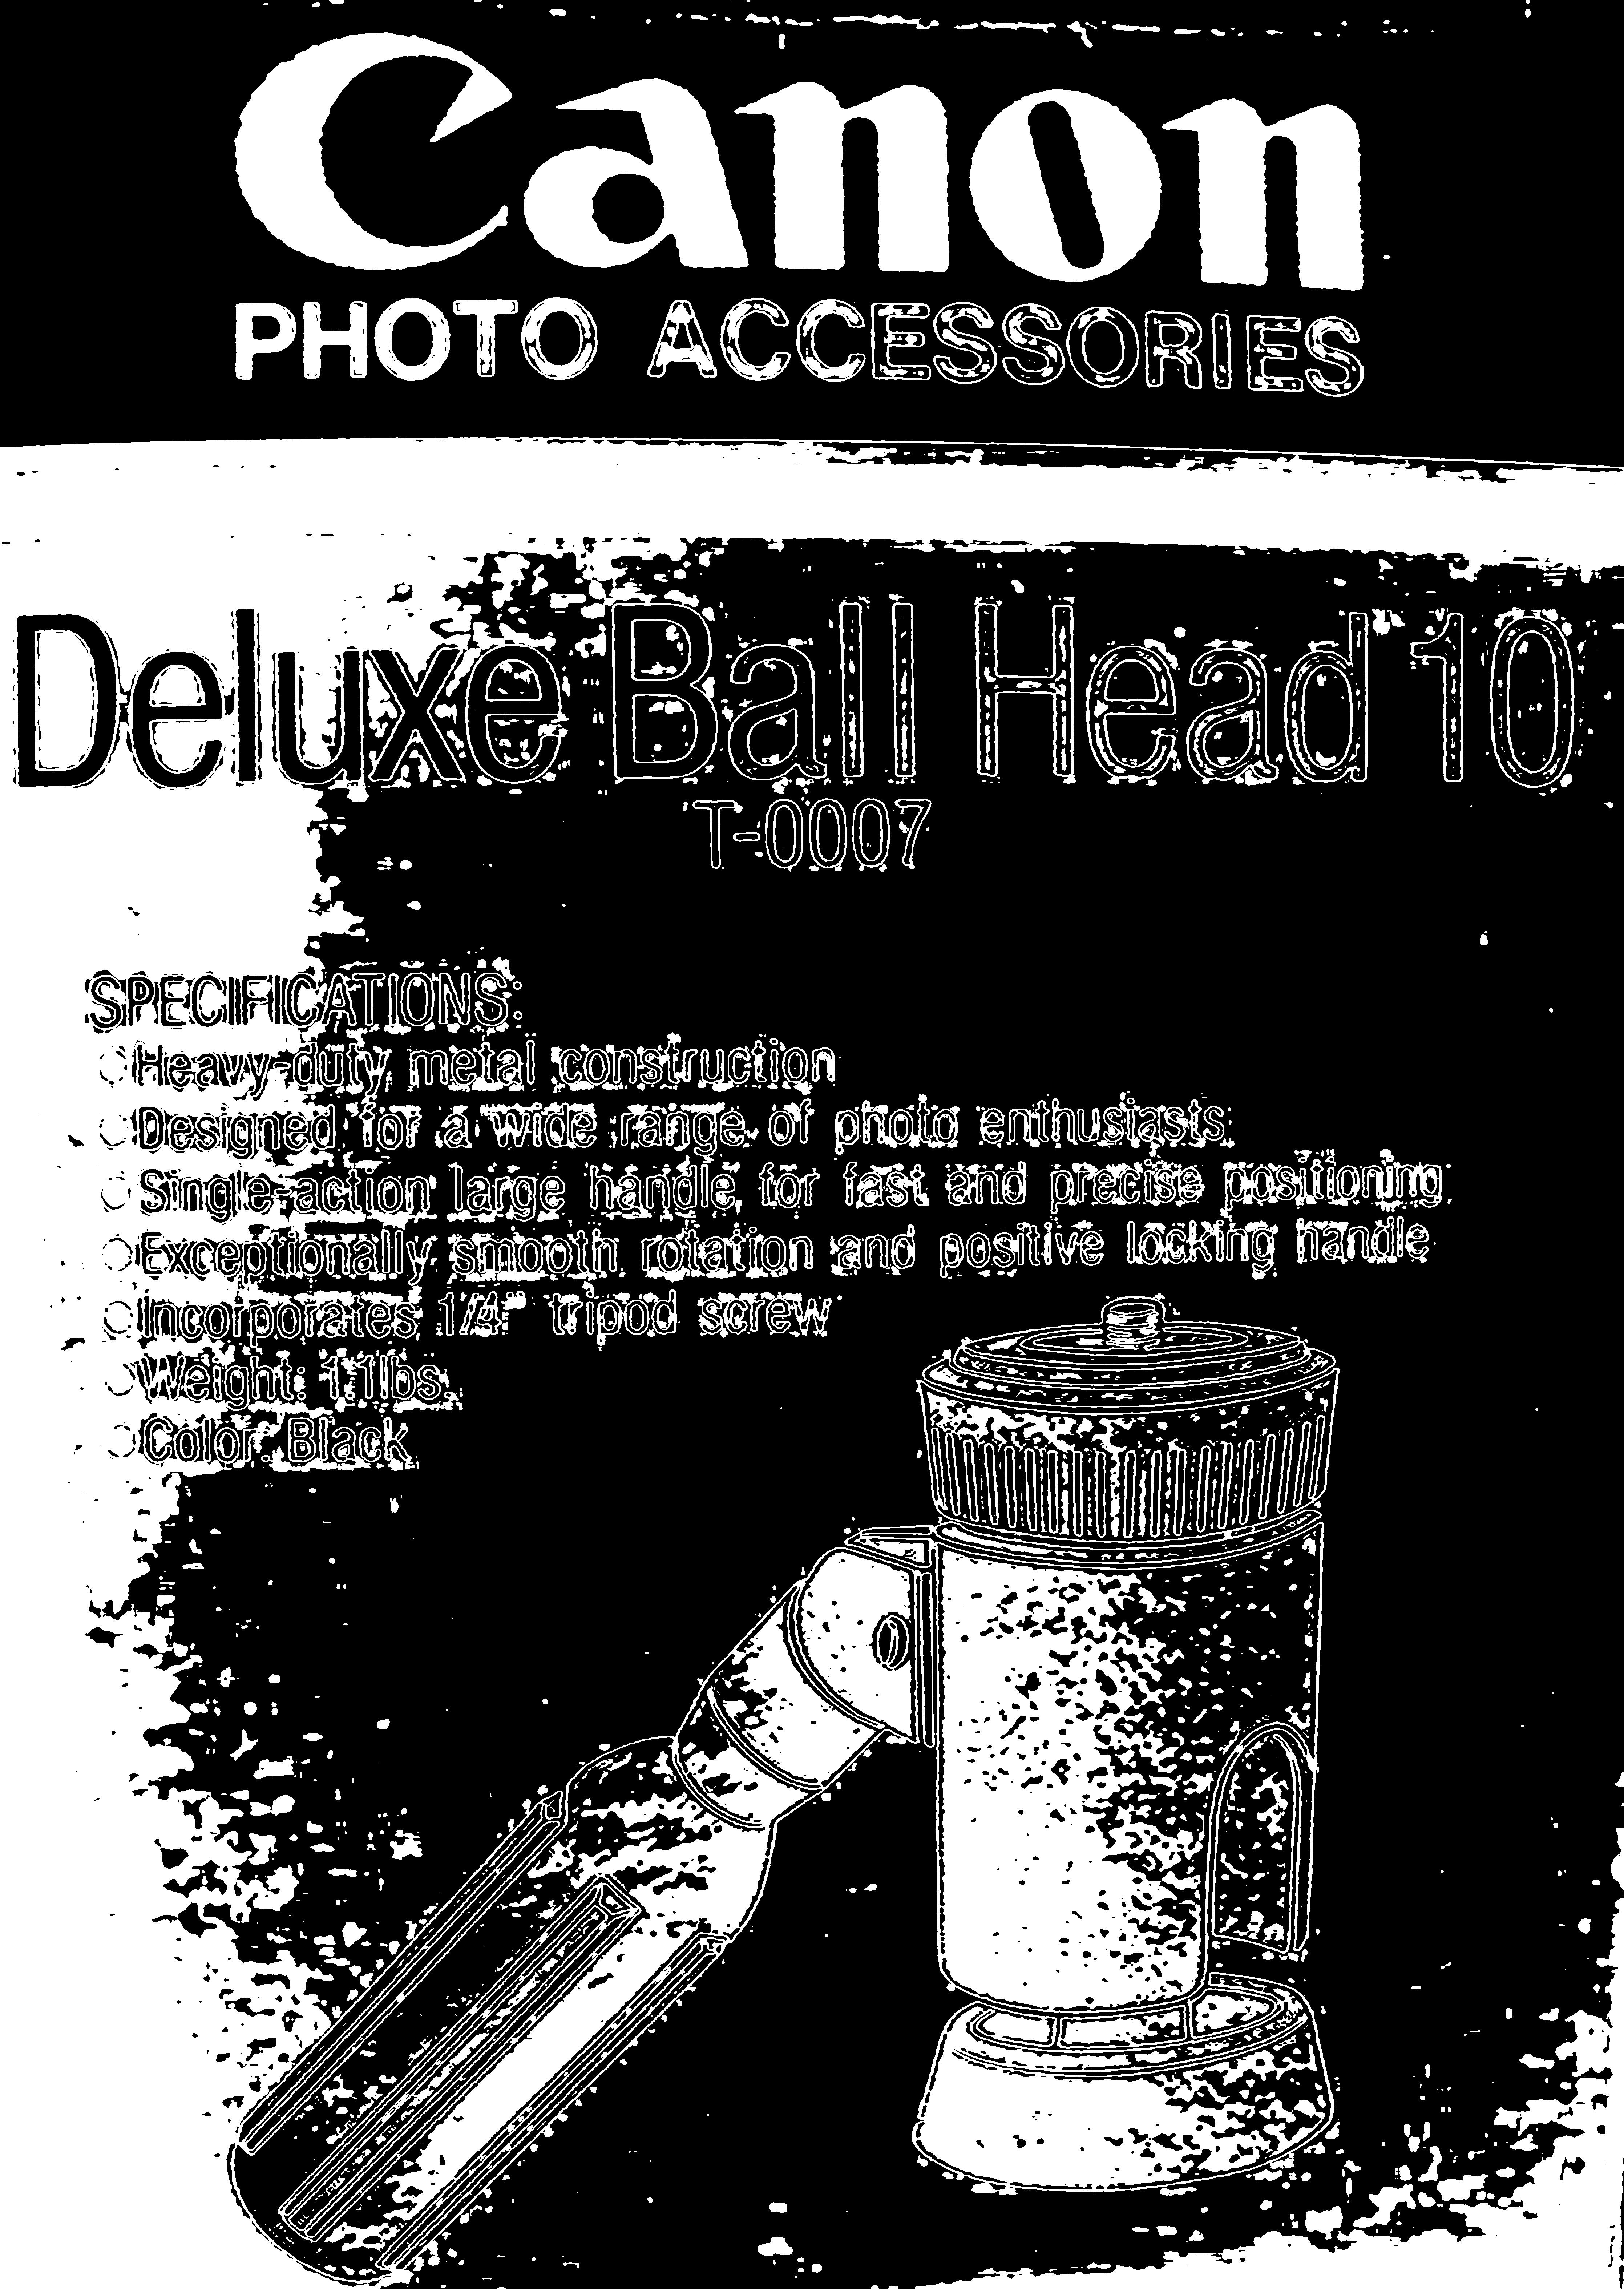 Canon
PHOTO ACCESSORIES
Deluxe Ball Head 10
T-0007
SPECIFICATIONS:
Heavy-duty metal construction
Designed for a wide range of photo enthusiasts
Single-action large handle for fast and precise positioning
Exceptionally smooth rotation and positive locking handle
Incorporates 1/4" tripod screw
Weight: 1.1lbs.
Color: Black